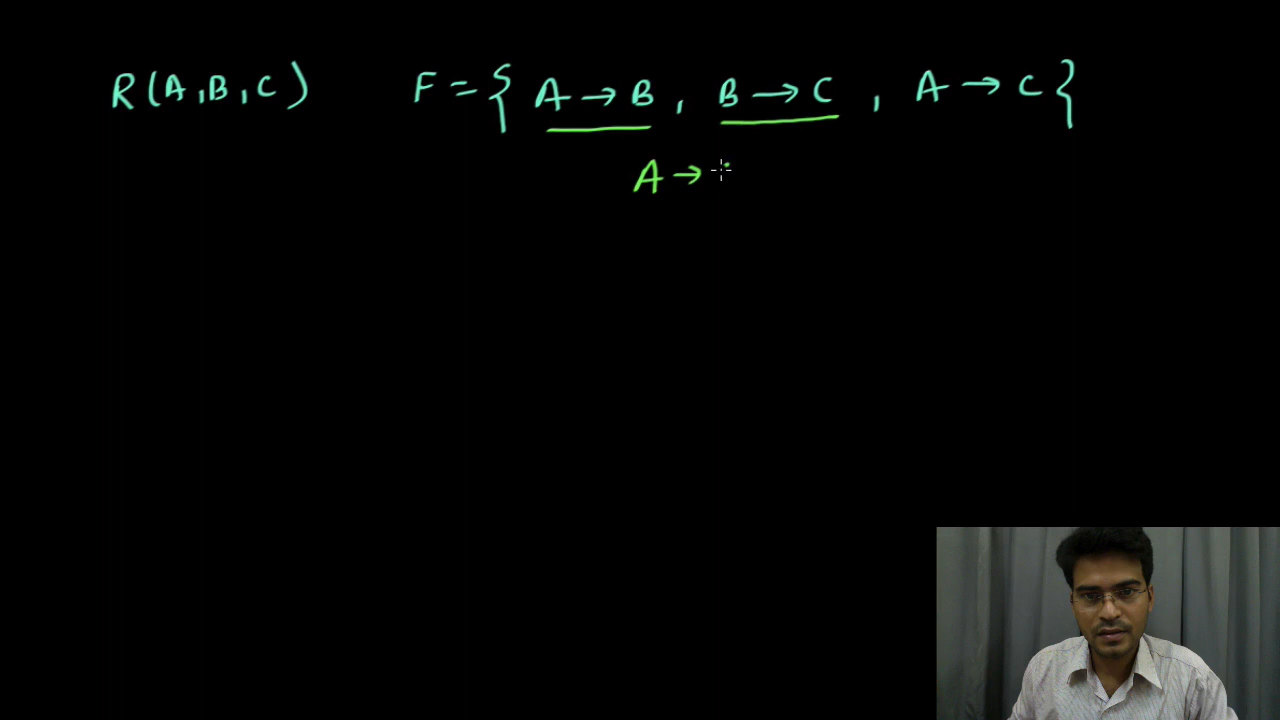 R(A,B,C) F={ A→B, B→C, A→C}
A→